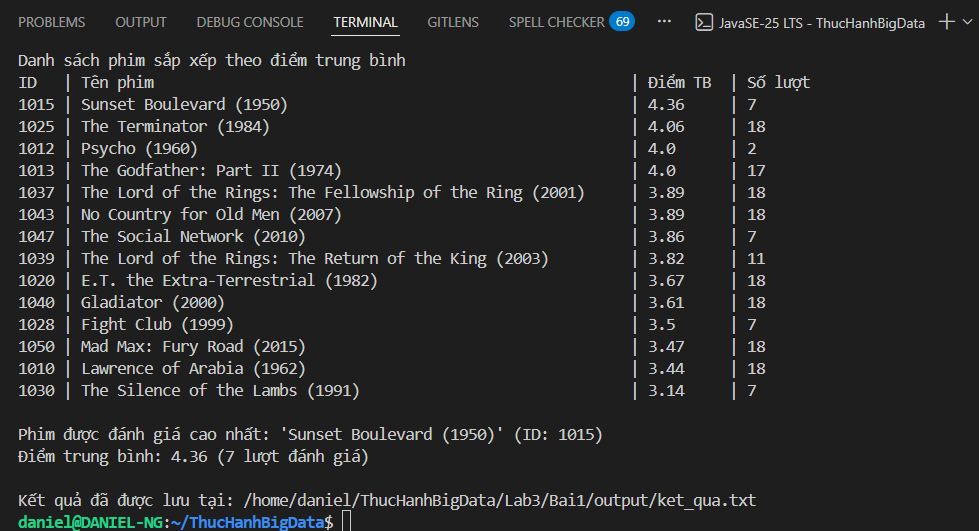 PROBLEMS OUTPUT DEBUG CONSOLE TERMINAL GITLENS SPELL CHECKER 69 ... JavaSE-25 LTS - ThucHanhBigData
Danh sách phim sắp xếp theo điểm trung bình
ID | Tên phim | Điểm TB | Số lượt
1015 | Sunset Boulevard (1950) | 4.36 | 7
1025 | The Terminator (1984) | 4.06 | 18
1012 | Psycho (1960) | 4.0 | 2
1013 | The Godfather: Part II (1974) | 4.0 | 17
1037 | The Lord of the Rings: The Fellowship of the Ring (2001) | 3.89 | 18
1043 | No Country for Old Men (2007) | 3.89 | 18
1047 | The Social Network (2010) | 3.86 | 7
1039 | The Lord of the Rings: The Return of the King (2003) | 3.82 | 11
1020 | E.T. the Extra-Terrestrial (1982) | 3.67 | 18
1040 | Gladiator (2000) | 3.61 | 18
1028 | Fight Club (1999) | 3.5 | 7
1050 | Mad Max: Fury Road (2015) | 3.47 | 18
1010 | Lawrence of Arabia (1962) | 3.44 | 18
1030 | The Silence of the Lambs (1991) | 3.14 | 7
Phim được đánh giá cao nhất: 'Sunset Boulevard (1950)' (ID: 1015)
Điểm trung bình: 4.36 (7 lượt đánh giá)
Kết quả đã được lưu tại: /home/daniel/ThucHanhBigData/Lab3/Bai1/output/ket_qua.txt
daniel@DANIEL-NG:~/ThucHanhBigData$